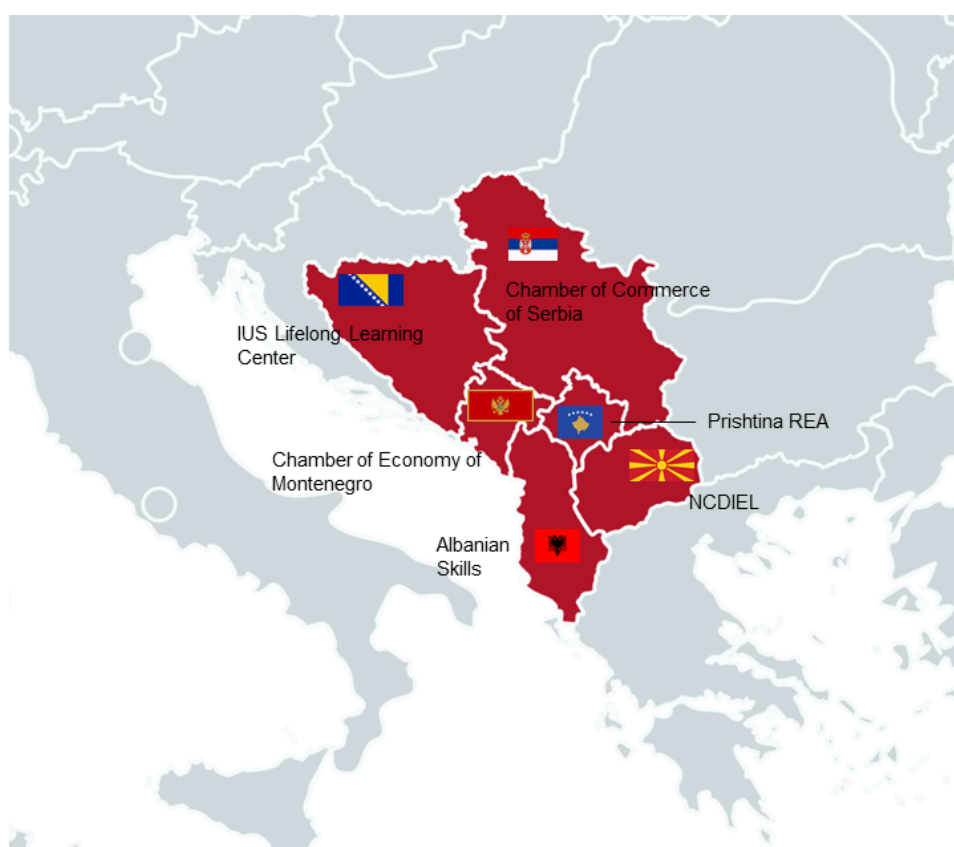 Chamber of Commerce
of Serbia
IUS Lifelong Learning
Center
Prishtina REA
Chamber of Economy of
Montenegro
NCDIEL
Albanian
Skills